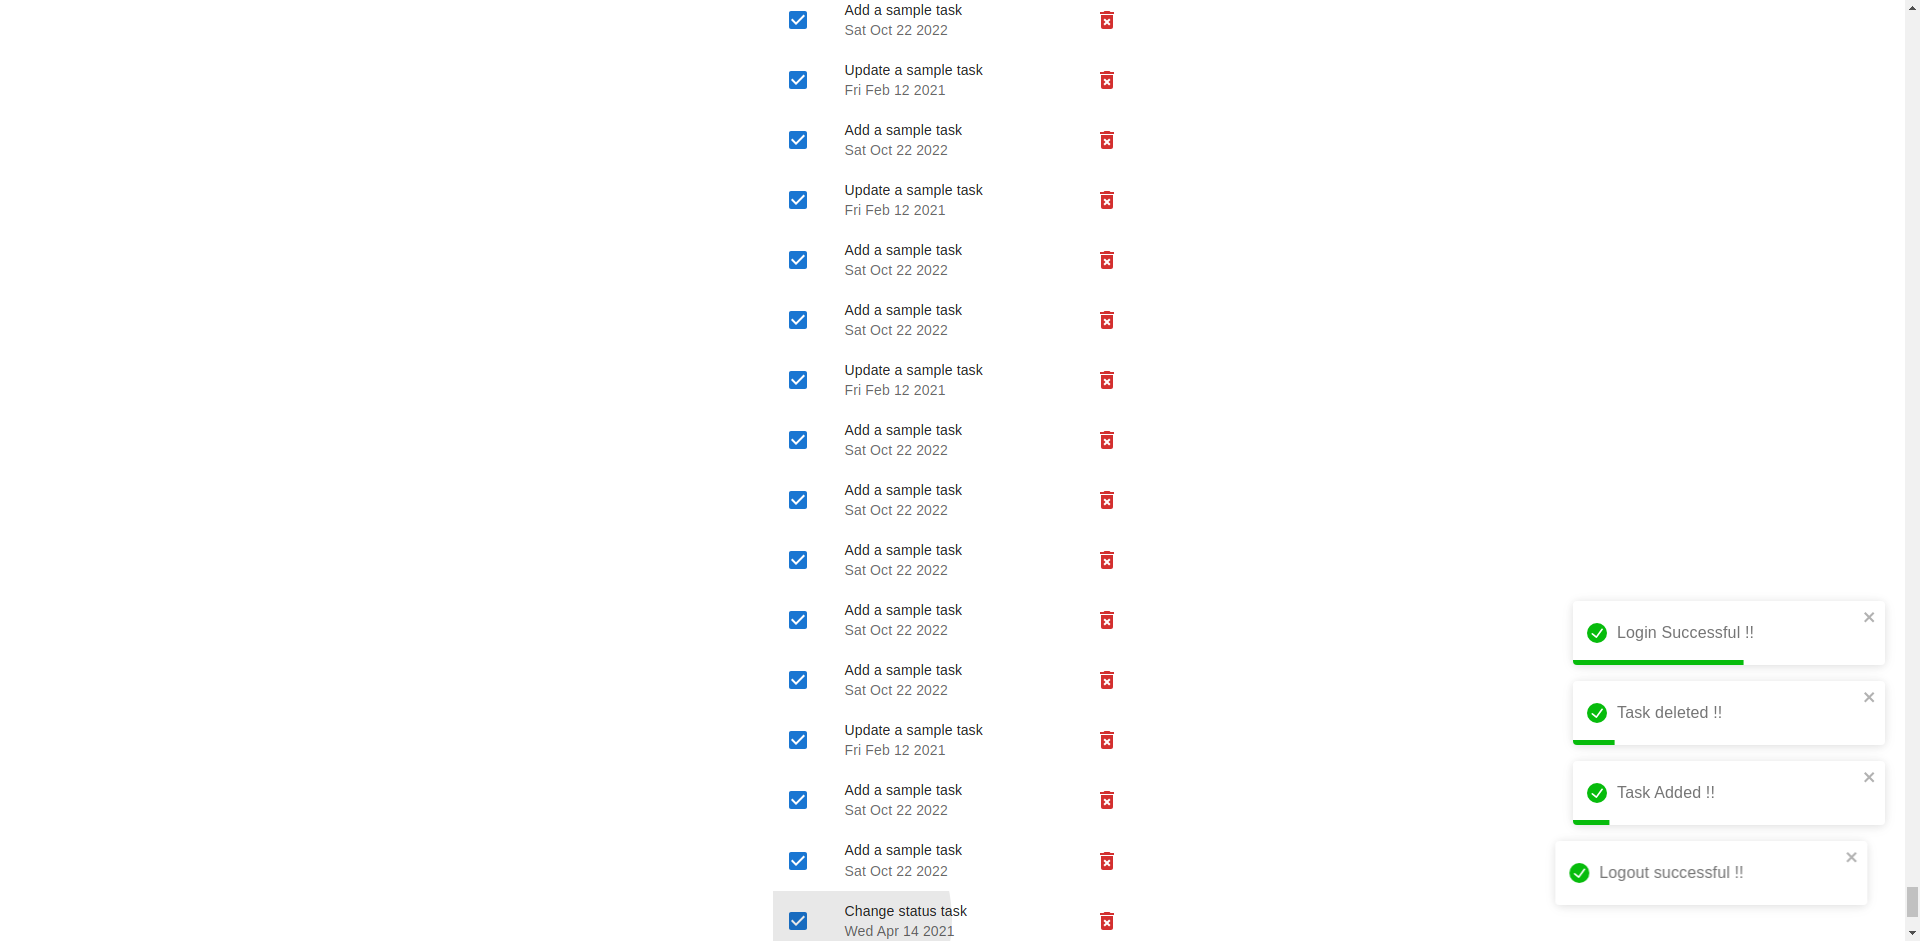 Add a sample task
Sat Oct 22 2022
Update a sample task
Fri Feb 12 2021
Add a sample task
Sat Oct 22 2022
Update a sample task
Fri Feb 12 2021
Add a sample task
Sat Oct 22 2022
Add a sample task
Sat Oct 22 2022
Update a sample task
Fri Feb 12 2021
Add a sample task
Sat Oct 22 2022
Add a sample task
Sat Oct 22 2022
Add a sample task
Sat Oct 22 2022
Add a sample task
Sat Oct 22 2022
Add a sample task
Sat Oct 22 2022
Update a sample task
Fri Feb 12 2021
Add a sample task
Sat Oct 22 2022
Add a sample task
Sat Oct 22 2022
Change status task
Wed Apr 14 2021
Login Successful !!
Task deleted !!
Task Added !!
Logout successful !!